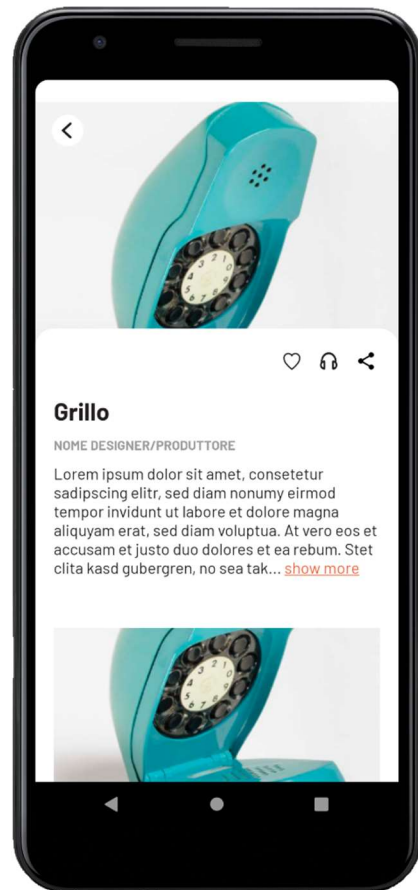 Grillo
NOME DESIGNER/PRODUTTORE
Lorem ipsum dolor sit amet, consetetur
sadipscing elitr, sed diam nonumy eirmod
tempor invidunt ut labore et dolore magna
aliquyam erat, sed diam voluptua. At vero eos et
accusam et justo duo dolores et ea rebum. Stet
clita kasd gubergren, no sea tak... show more